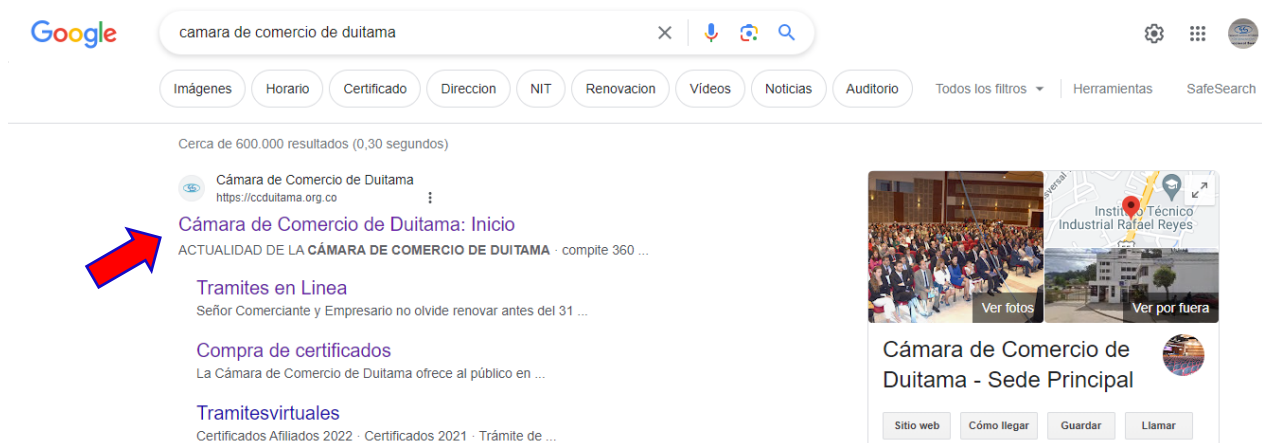 Google
camara de comercio de duitama
Imágenes Horario Certificado Direccion NIT Renovacion Vídeos Noticias Auditorio Todos los filtros Herramientas SafeSearch
Cerca de 600.000 resultados (0,30 segundos)
Cámara de Comercio de Duitama
https://ccduitama.org.co
Cámara de Comercio de Duitama: Inicio
ACTUALIDAD DE LA CÁMARA DE COMERCIO DE DUITAMA · compite 360 ...
Tramites en Linea
Señor Comerciante y Empresario no olvide renovar antes del 31 ...
Compra de certificados
La Cámara de Comercio de Duitama ofrece al público en ...
Tramitesvirtuales
Certificados Afiliados 2022 · Certificados 2021 · Trámite de ...
Instituto Técnico
Industrial Rafael Reyes
Ver fotos
Ver por fuera
Cámara de Comercio de
Duitama - Sede Principal
Sitio web Cómo llegar Guardar Llamar